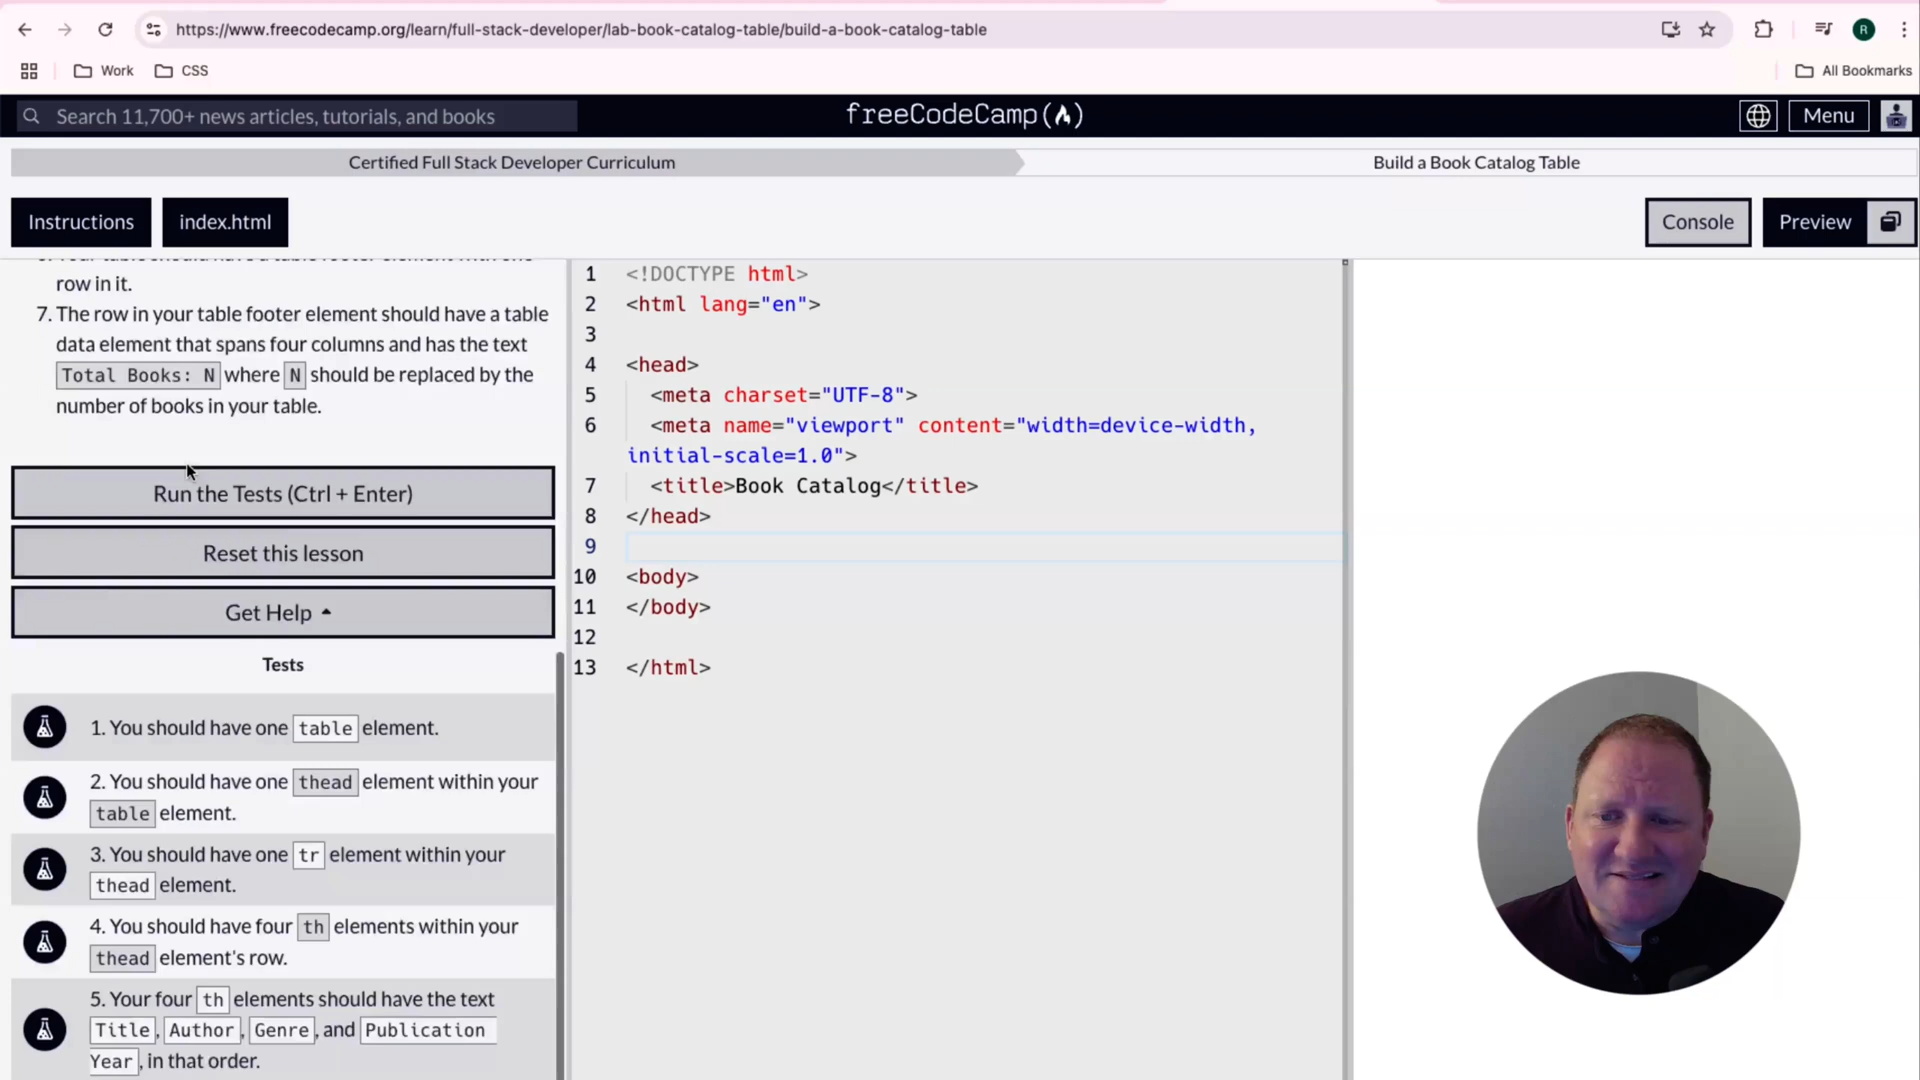 https://www.freecodecamp.org/learn/full-stack-developer/lab-book-catalog-table/build-a-book-catalog-table
R
Work
CSS
All Bookmarks
Search 11,700+ news articles, tutorials, and books
freeCodeCamp
Menu
Certified Full Stack Developer Curriculum
Build a Book Catalog Table
Instructions
index.html
Console
Preview
row in it.
7. The row in your table footer element should have a table
data element that spans four columns and has the text
Total Books: N where N should be replaced by the
number of books in your table.
Run the Tests (Ctrl + Enter)
Reset this lesson
Get Help
Tests
1. You should have one table element.
2. You should have one thead element within your
table element.
3. You should have one tr element within your
thead element.
4. You should have four th elements within your
thead element's row.
5. Your four th elements should have the text
Title, Author, Genre, and Publication
Year, in that order.
1 <!DOCTYPE html>
2 <html lang="en">
3
4 <head>
5 <meta charset="UTF-8">
6 <meta name="viewport" content="width=device-width,
initial-scale=1.0">
7 <title>Book Catalog</title>
8 </head>
9
10 <body>
11 </body>
12
13 </html>